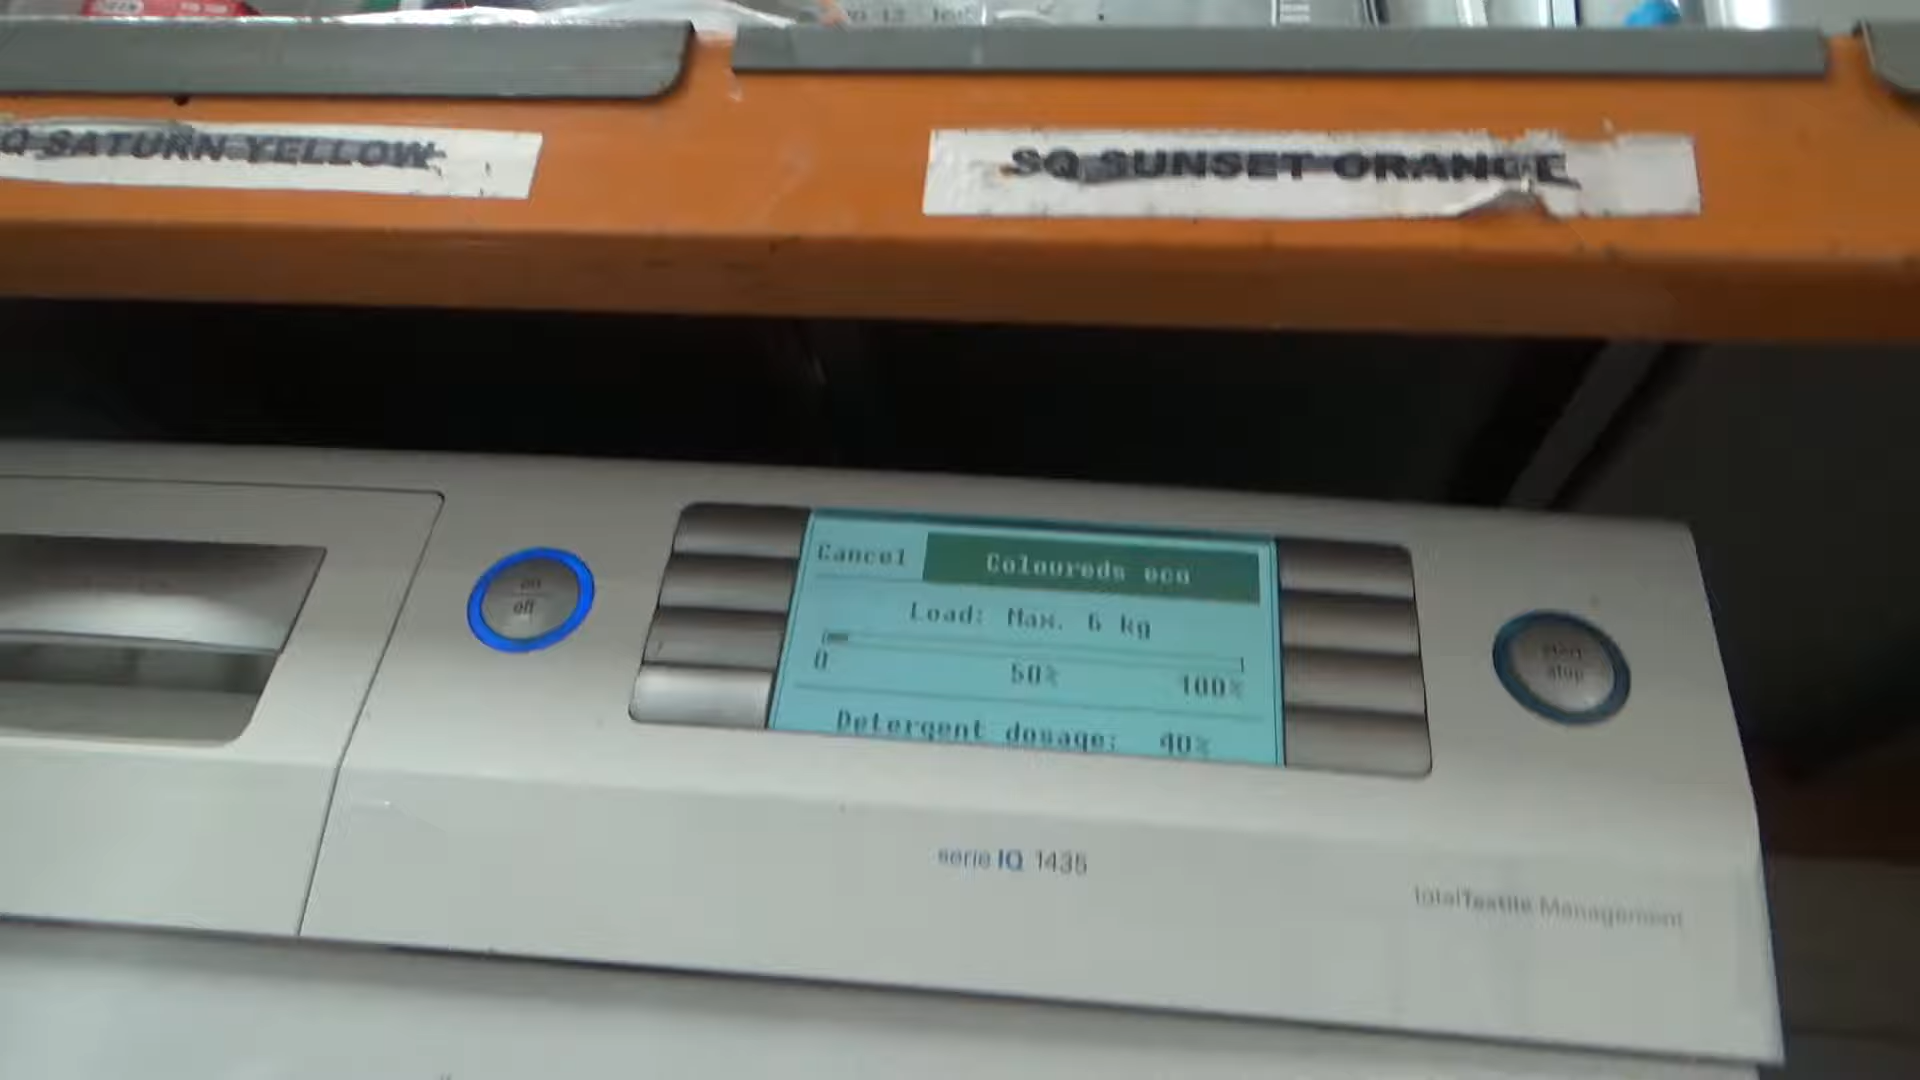 Q SATURN YELLOW
SQ SUNSET ORANGE
on
off
Cancel
Coloureds eco
Load: Max. 6 kg
0 50% 100%
Detergent dosage: 40%
start
stop
serie IQ 1435
totalTextile Management